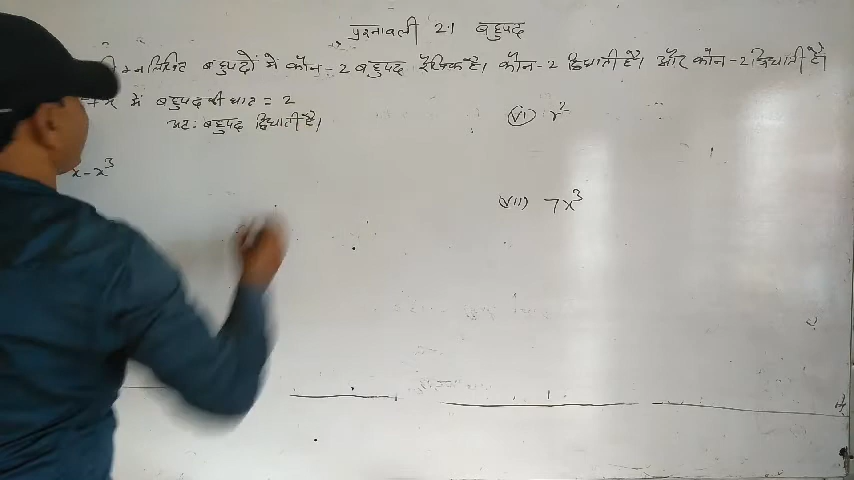 प्रश्नावली 2.1 बहुपद
म्नलिखित बहुपदों में कौन-2 बहुपद रैखिक है। कौन-2 द्विघाती है। और कौन-2 त्रिघाती है।
+x में बहुपद की घात = 2
अतः बहुपद द्विघाती है।
(vi) r²
x-x³
(vii) 7x³